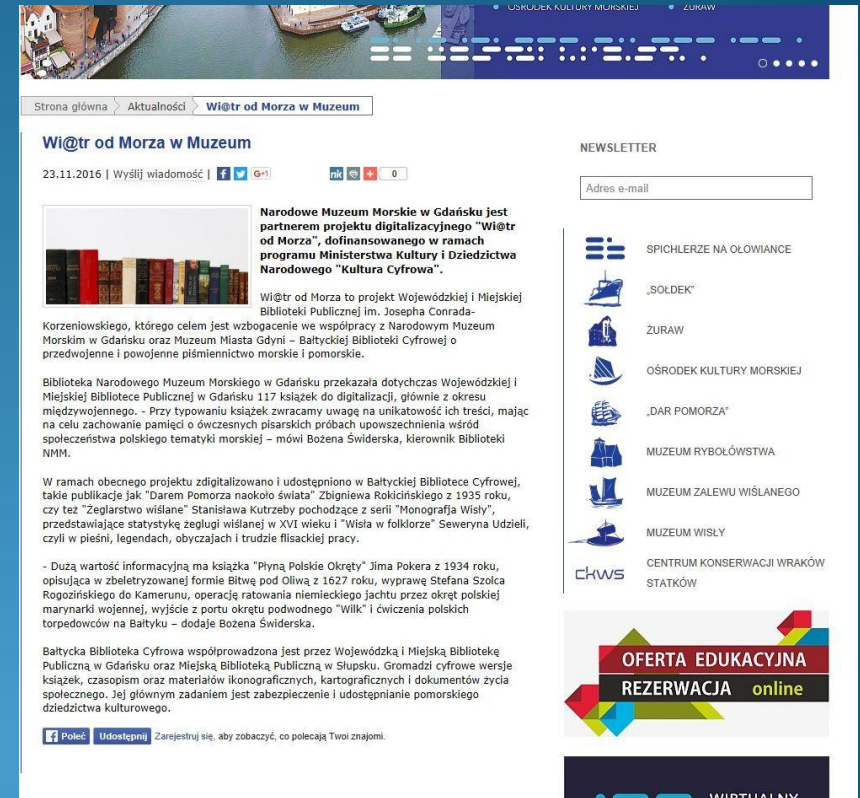 OŚRODEK KULTURY MORSKIEJ
ŻURAW
Strona główna
Aktualności
Wi@tr od Morza w Muzeum
Wi@tr od Morza w Muzeum
23.11.2016 | Wyślij wiadomość |
G+1
nk
0
Narodowe Muzeum Morskie w Gdańsku jest
partnerem projektu digitalizacyjnego "Wi@tr
od Morza", dofinansowanego w ramach
programu Ministerstwa Kultury i Dziedzictwa
Narodowego "Kultura Cyfrowa".
Wi@tr od Morza to projekt Wojewódzkiej i Miejskiej
Biblioteki Publicznej im. Josepha Conrada-
Korzeniowskiego, którego celem jest wzbogacenie we współpracy z Narodowym Muzeum
Morskim w Gdańsku oraz Muzeum Miasta Gdyni – Bałtyckiej Biblioteki Cyfrowej o
przedwojenne i powojenne piśmiennictwo morskie i pomorskie.
Biblioteka Narodowego Muzeum Morskiego w Gdańsku przekazała dotychczas Wojewódzkiej i
Miejskiej Bibliotece Publicznej w Gdańsku 117 książek do digitalizacji, głównie z okresu
międzywojennego. - Przy typowaniu książek zwracamy uwagę na unikatowość ich treści, mając
na celu zachowanie pamięci o ówczesnych pisarskich próbach upowszechnienia wśród
społeczeństwa polskiego tematyki morskiej – mówi Bożena Świderska, kierownik Biblioteki
NMM.
W ramach obecnego projektu zdigitalizowano i udostępniono w Bałtyckiej Bibliotece Cyfrowej,
takie publikacje jak "Darem Pomorza naokoło świata" Zbigniewa Rokicińskiego z 1935 roku,
czy też "Żeglarstwo wiślane" Stanisława Kutrzeby pochodzące z serii "Monografja Wisły",
przedstawiające statystykę żeglugi wiślanej w XVI wieku i "Wisła w folklorze" Seweryna Udzieli,
czyli w pieśni, legendach, obyczajach i trudzie flisackiej pracy.
- Dużą wartość informacyjną ma książka "Płyną Polskie Okręty" Jima Pokera z 1934 roku,
opisująca w zbeletryzowanej formie Bitwę pod Oliwą z 1627 roku, wyprawę Stefana Szolca
Rogozińskiego do Kamerunu, operację ratowania niemieckiego jachtu przez okręt polskiej
marynarki wojennej, wyjście z portu okrętu podwodnego "Wilk" i ćwiczenia polskich
torpedowców na Bałtyku – dodaje Bożena Świderska.
Bałtycka Biblioteka Cyfrowa współprowadzona jest przez Wojewódzką i Miejską Bibliotekę
Publiczną w Gdańsku oraz Miejską Biblioteką Publiczną w Słupsku. Gromadzi cyfrowe wersje
książek, czasopism oraz materiałów ikonograficznych, kartograficznych i dokumentów życia
społecznego. Jej głównym zadaniem jest zabezpieczenie i udostępnianie pomorskiego
dziedzictwa kulturowego.
Poleć Udostępnij Zarejestruj się, aby zobaczyć, co polecają Twoi znajomi.
NEWSLETTER
Adres e-mail
SPICHLERZE NA OŁOWIANCE
„SOŁDEK"
ŻURAW
OŚRODEK KULTURY MORSKIEJ
„DAR POMORZA"
MUZEUM RYBOŁÓWSTWA
MUZEUM ZALEWU WIŚLANEGO
MUZEUM WISŁY
CKWS
CENTRUM KONSERWACJI WRAKÓW
STATKÓW
OFERTA EDUKACYJNA
REZERWACJA online
WIRTUALNY